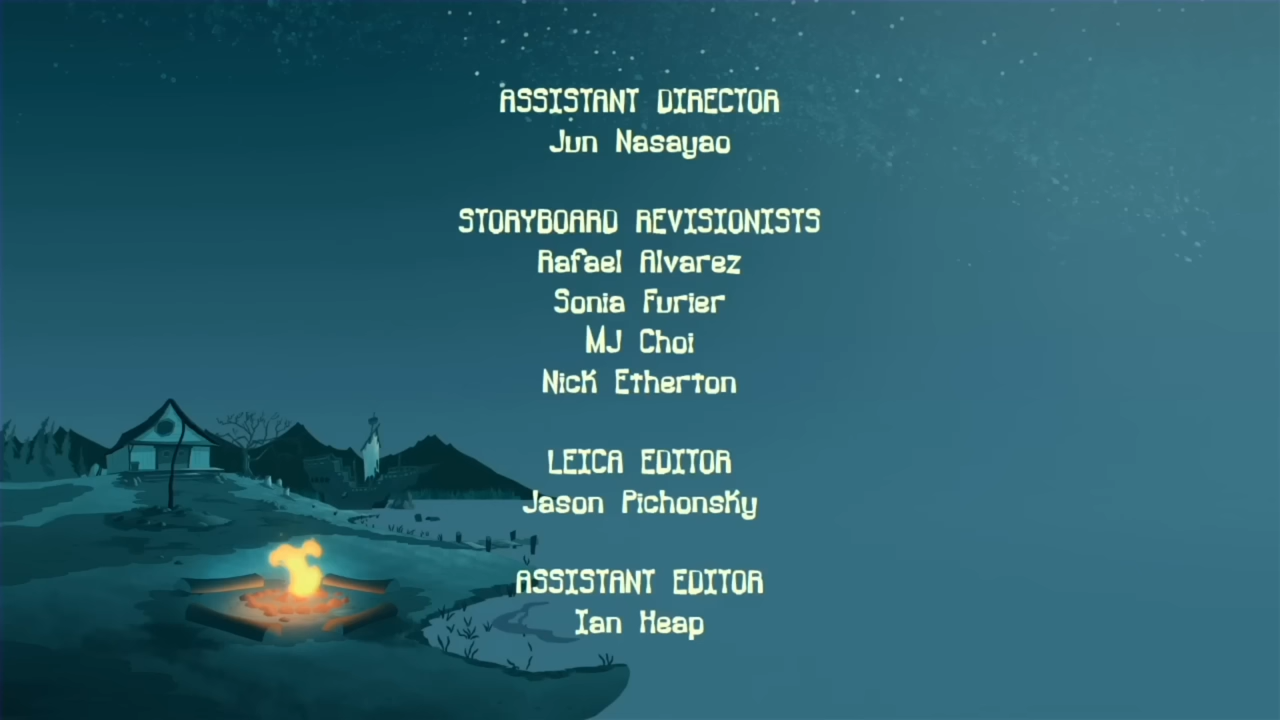 ASSISTANT DIRECTOR
Jun Nasayao
STORYBOARD REVISIONISTS
Rafael Alvarez
Sonia Furier
MJ Choi
Nick Etherton
LEICA EDITOR
Jason Pichonsky
ASSISTANT EDITOR
Ian Heap